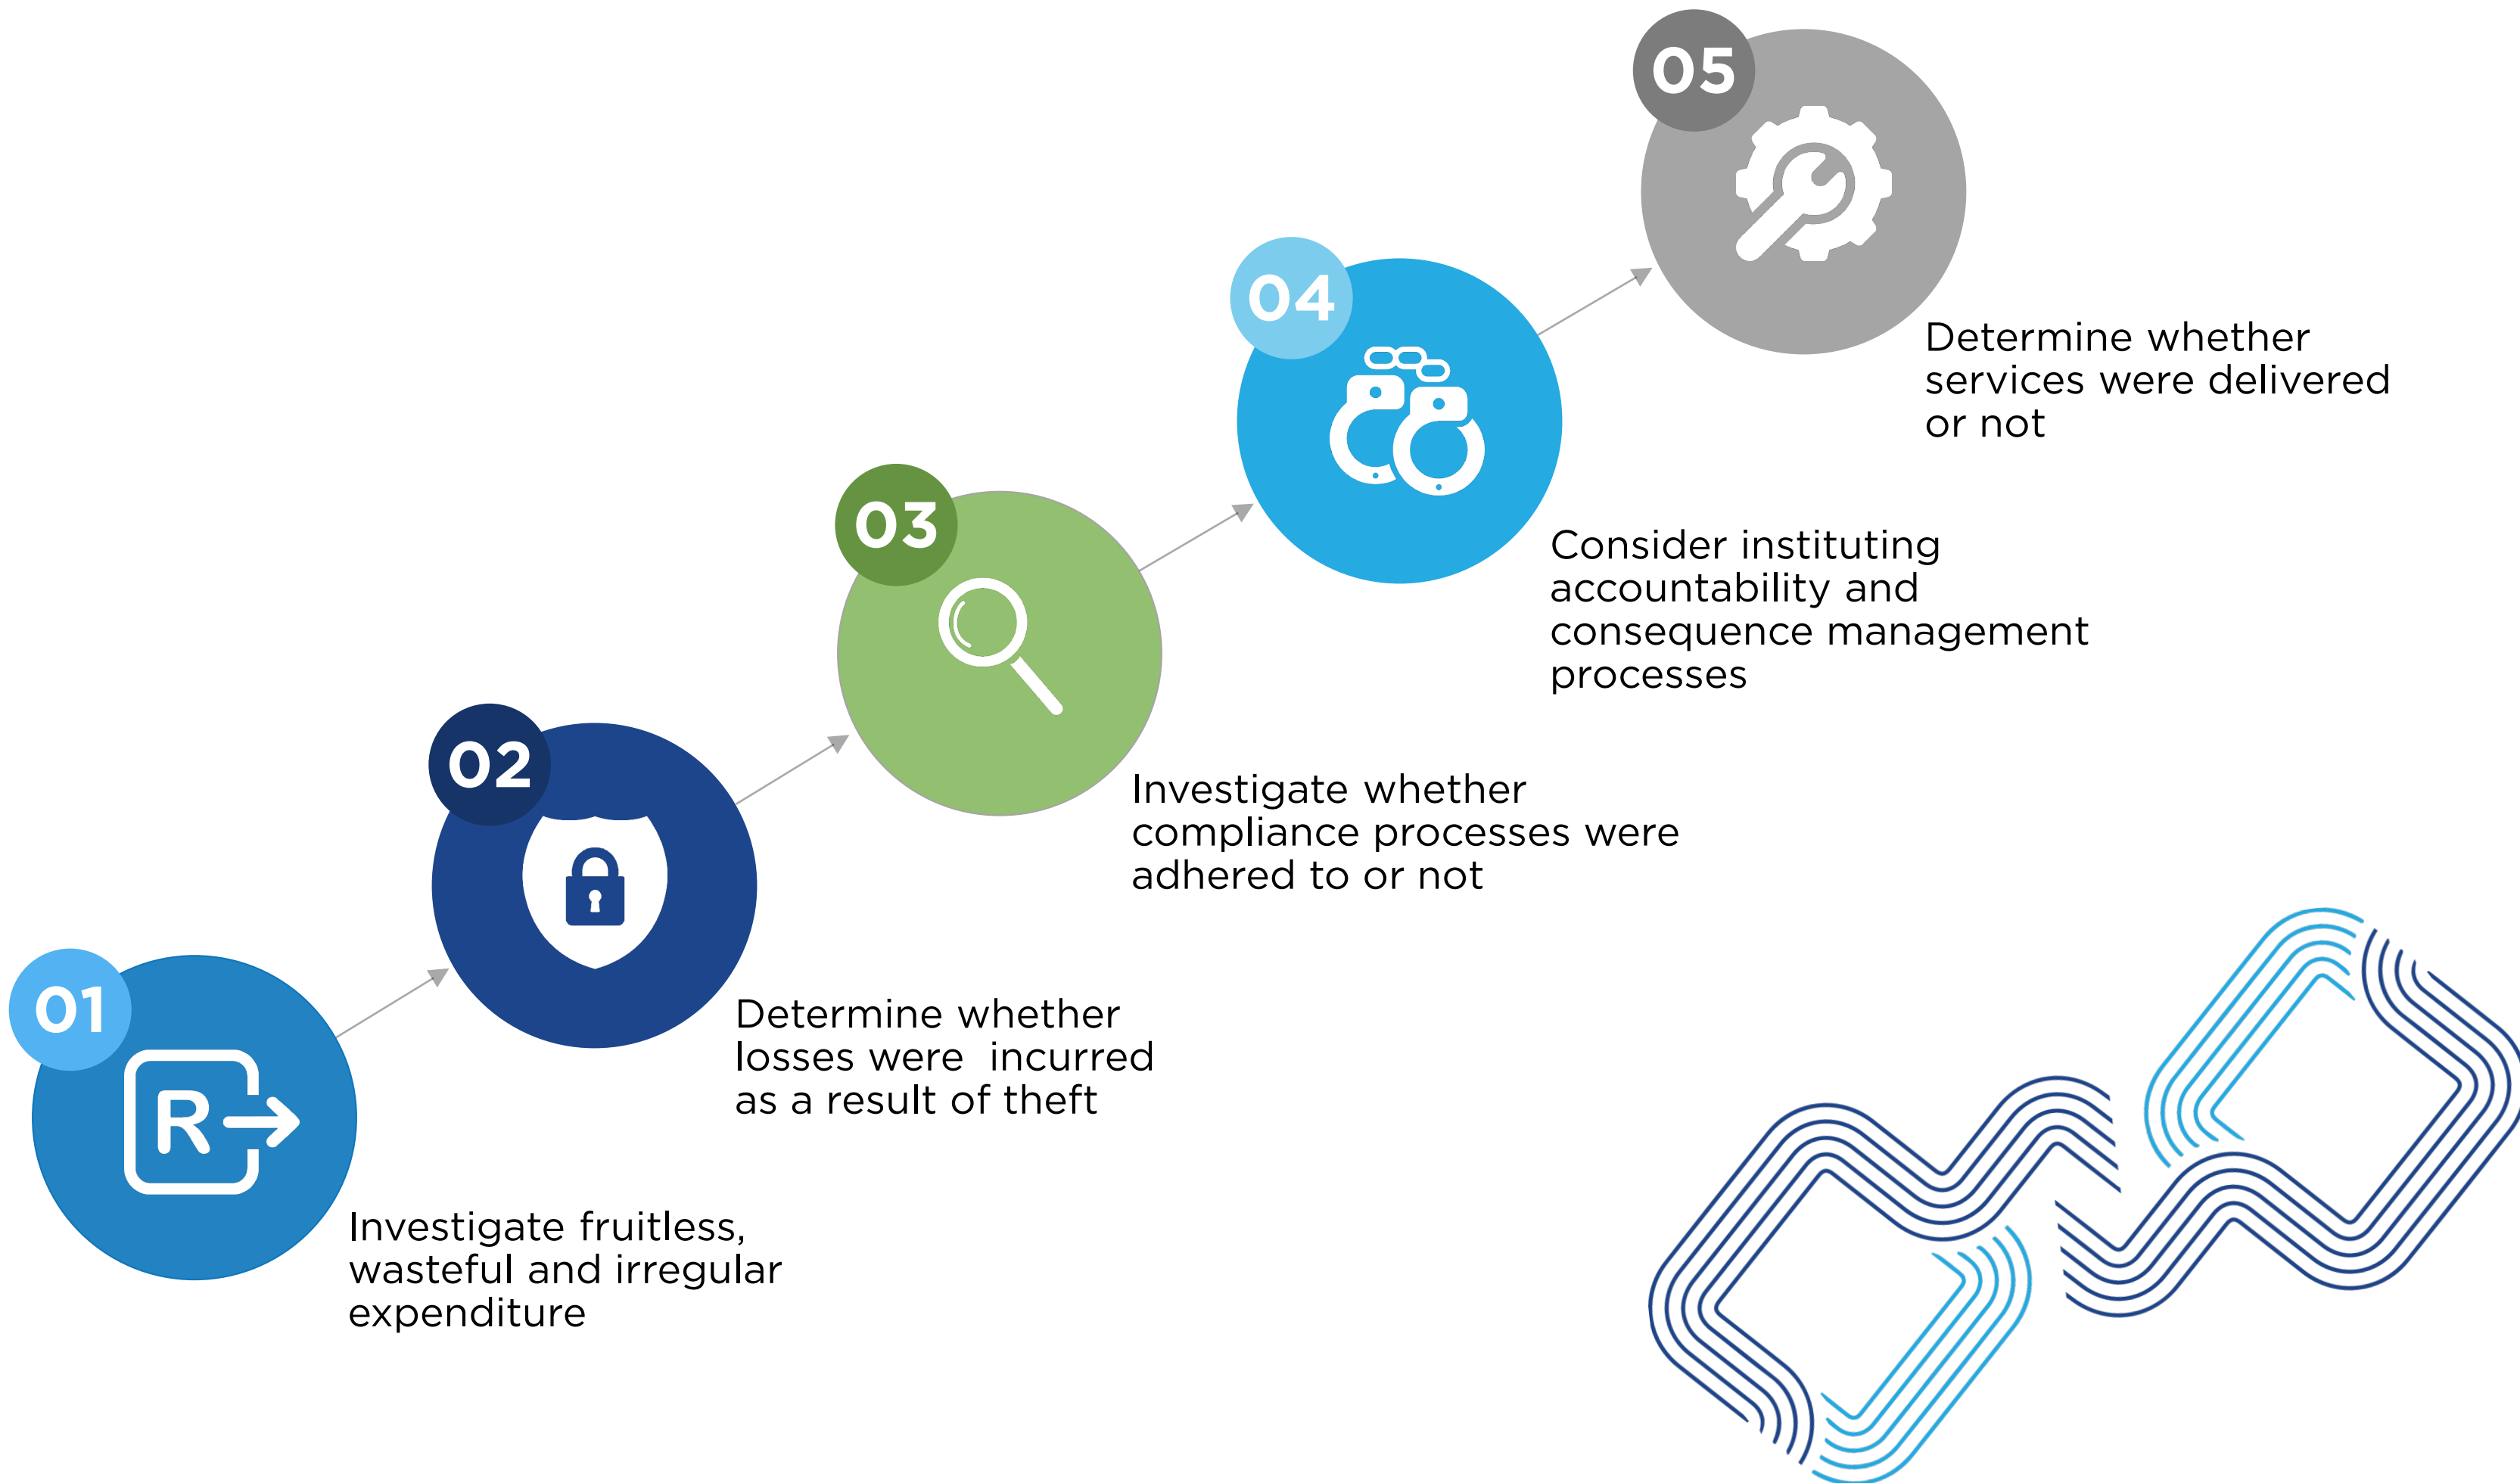 01
R
Investigate fruitless,
wasteful and irregular
expenditure
02
Determine whether
losses were  incurred
as a result of theft
03
Investigate whether
compliance processes were
adhered to or not
04
Consider instituting
accountability and
consequence management
processes
05
Determine whether
services were delivered
or not